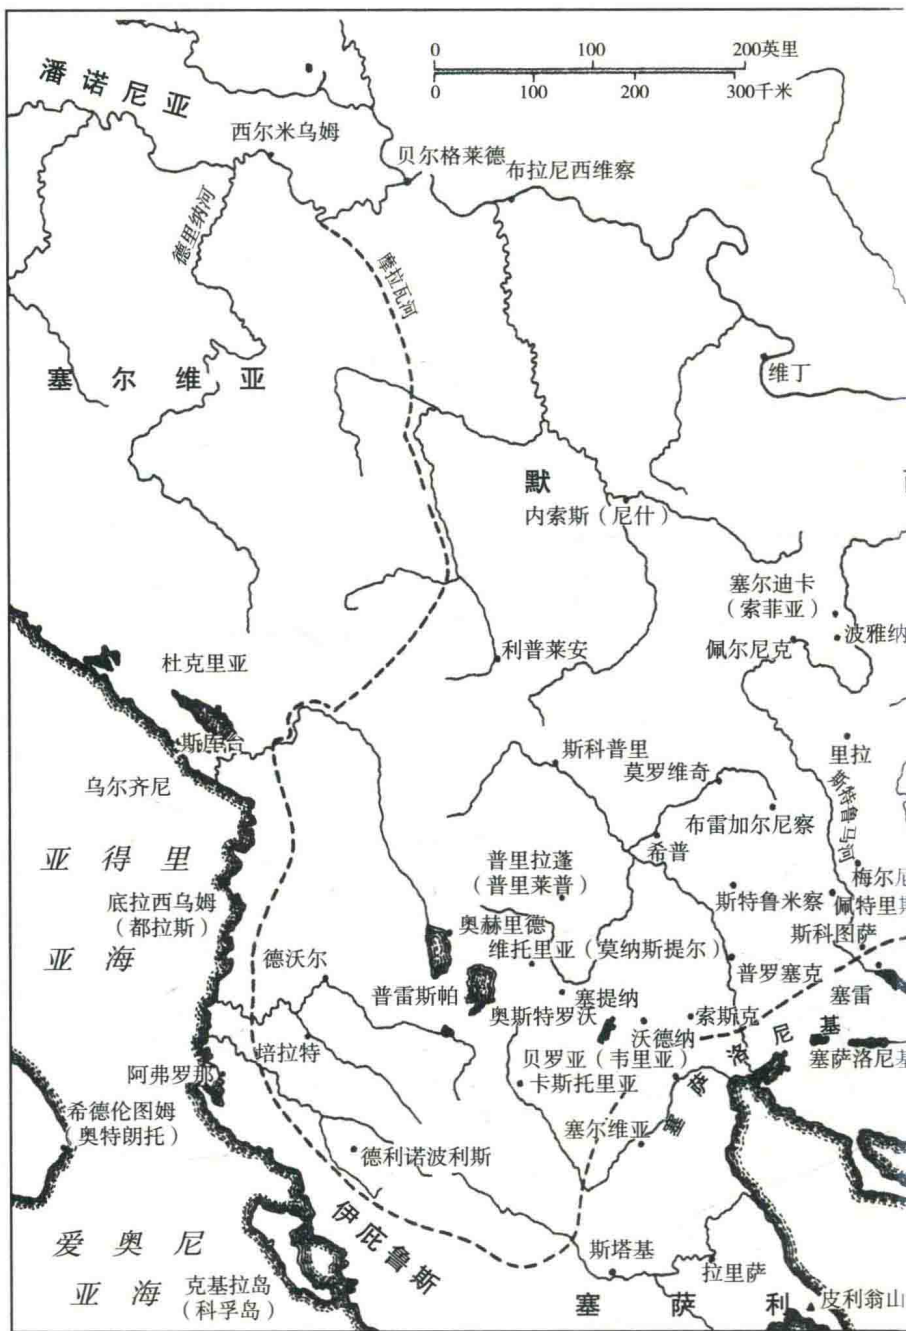 0 100 200英里
0 100 200 300千米
潘诺尼亚
西尔米乌姆
贝尔格莱德
布拉尼西维察
德里纳河
摩拉瓦河
塞尔维亚
维丁
默
内索斯（尼什）
塞尔迪卡
（索菲亚）
波雅纳
佩尔尼克
利普莱安
杜克里亚
斯库台
斯科普里
里拉
莫罗维奇
乌尔齐尼
斯特鲁马河
布雷加尔尼察
希普
亚得里
普里拉蓬
（普里莱普）
梅尔尼
斯特鲁米察
佩特里斯
底拉西乌姆
（都拉斯）
奥赫里德
斯科图萨
亚海
德沃尔
维托里亚（莫纳斯提尔）
普罗塞克
普雷斯帕
塞提纳
塞雷
奥斯特罗沃
沃德纳
索斯克
培拉特
贝罗亚（韦里亚）
塞萨洛尼基
塞萨洛尼基
阿弗罗那
卡斯托里亚
希德伦图姆
（奥特朗托）
塞尔维亚
德利诺波利斯
伊庇鲁斯
爱奥尼
斯塔基
拉里萨
亚海
克基拉岛
（科孚岛）
塞萨利
皮利翁山